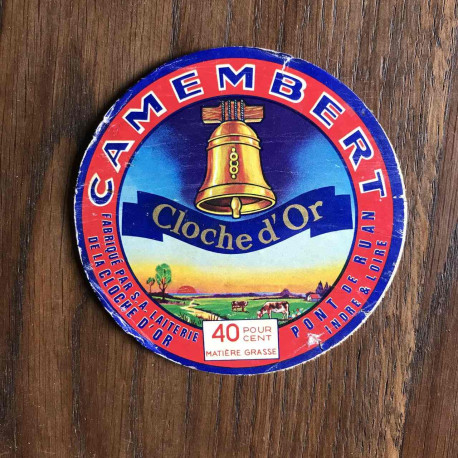 CAMEMBERT
Cloche d'Or
FABRIQUÉ PAR S.A. LAITERIE
DE LA CLOCHE D'OR
40 POUR CENT
MATIÈRE GRASSE
PONT DE RUAN
INDRE & LOIRE